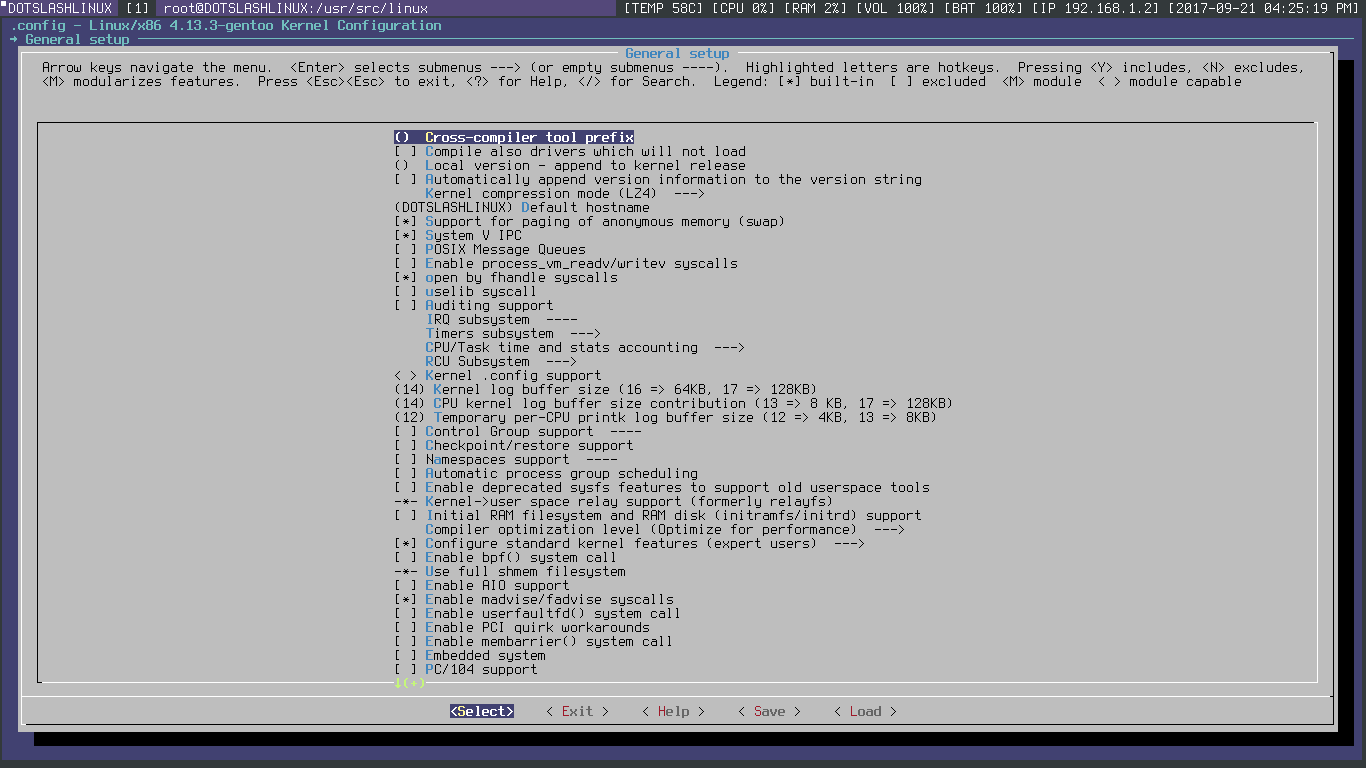 DOTSLASHLINUX [1] root@DOTSLASHLINUX:/usr/src/linux [TEMP 58C] [CPU 0%] [RAM 2%] [VOL 100%] [BAT 100%] [IP 192.168.1.2] [2017-09-21 04:25:19 PM]
.config - Linux/x86 4.13.3-gentoo Kernel Configuration
→ General setup
General setup
Arrow keys navigate the menu.  <Enter> selects submenus ---> (or empty submenus ----).  Highlighted letters are hotkeys.  Pressing <Y> includes, <N> excludes,
<M> modularizes features.  Press <Esc><Esc> to exit, <?> for Help, </> for Search.  Legend: [*] built-in  [ ] excluded  <M> module  < > module capable
()  Cross-compiler tool prefix
[ ] Compile also drivers which will not load
()  Local version - append to kernel release
[ ] Automatically append version information to the version string
Kernel compression mode (LZ4)  --->
(DOTSLASHLINUX) Default hostname
[*] Support for paging of anonymous memory (swap)
[*] System V IPC
[ ] POSIX Message Queues
[ ] Enable process_vm_readv/writev syscalls
[*] open by fhandle syscalls
[ ] uselib syscall
[ ] Auditing support
IRQ subsystem  ----
Timers subsystem  --->
CPU/Task time and stats accounting  --->
RCU Subsystem  --->
< > Kernel .config support
(14) Kernel log buffer size (16 => 64KB, 17 => 128KB)
(14) CPU kernel log buffer size contribution (13 => 8 KB, 17 => 128KB)
(12) Temporary per-CPU printk log buffer size (12 => 4KB, 13 => 8KB)
[ ] Control Group support  ----
[ ] Checkpoint/restore support
[ ] Namespaces support  ----
[ ] Automatic process group scheduling
[ ] Enable deprecated sysfs features to support old userspace tools
-*- Kernel->user space relay support (formerly relayfs)
[ ] Initial RAM filesystem and RAM disk (initramfs/initrd) support
Compiler optimization level (Optimize for performance)  --->
[*] Configure standard kernel features (expert users)  --->
[ ] Enable bpf() system call
-*- Use full shmem filesystem
[ ] Enable AIO support
[*] Enable madvise/fadvise syscalls
[ ] Enable userfaultfd() system call
[ ] Enable PCI quirk workarounds
[ ] Enable membarrier() system call
[ ] Embedded system
[ ] PC/104 support
↓(+)
<Select>    < Exit >    < Help >    < Save >    < Load >